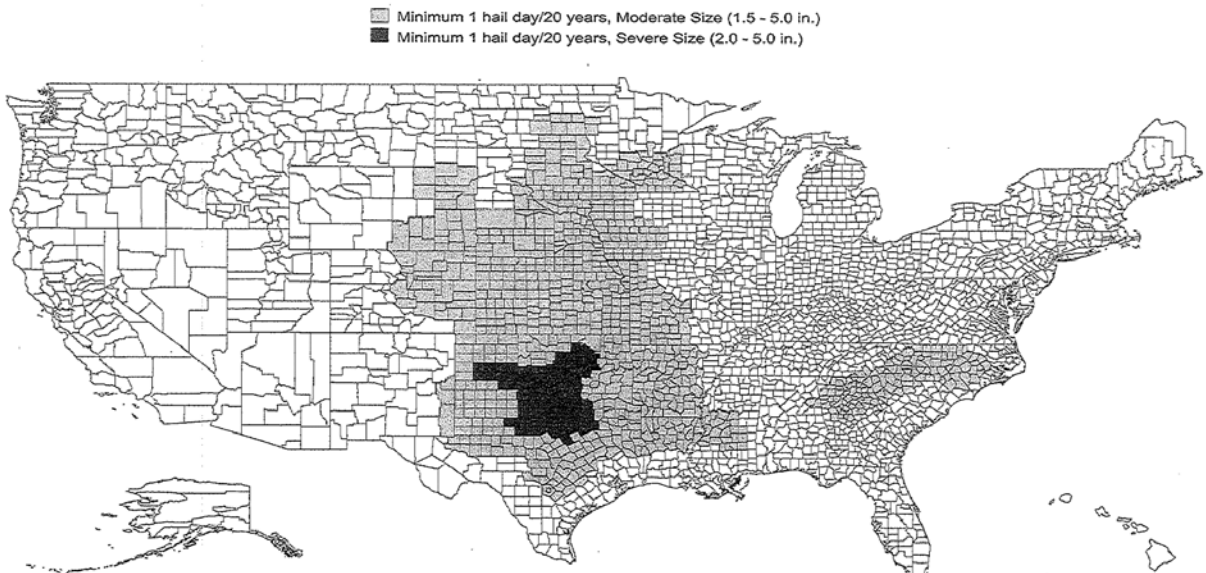 Minimum 1 hail day/20 years, Moderate Size (1.5 - 5.0 in.)
Minimum 1 hail day/20 years, Severe Size (2.0 - 5.0 in.)